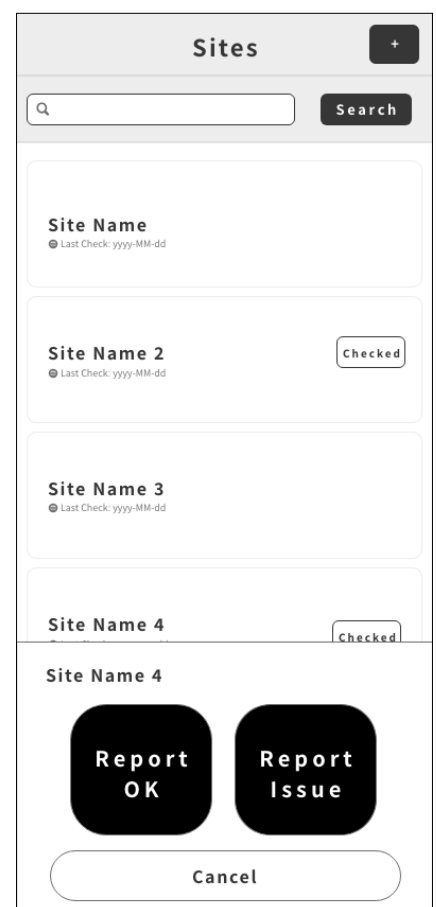 Sites
+
Search
Site Name
Last Check: yyyy-MM-dd
Site Name 2
Checked
Last Check: yyyy-MM-dd
Site Name 3
Last Check: yyyy-MM-dd
Site Name 4
Checked
Site Name 4
Report
OK
Report
Issue
Cancel